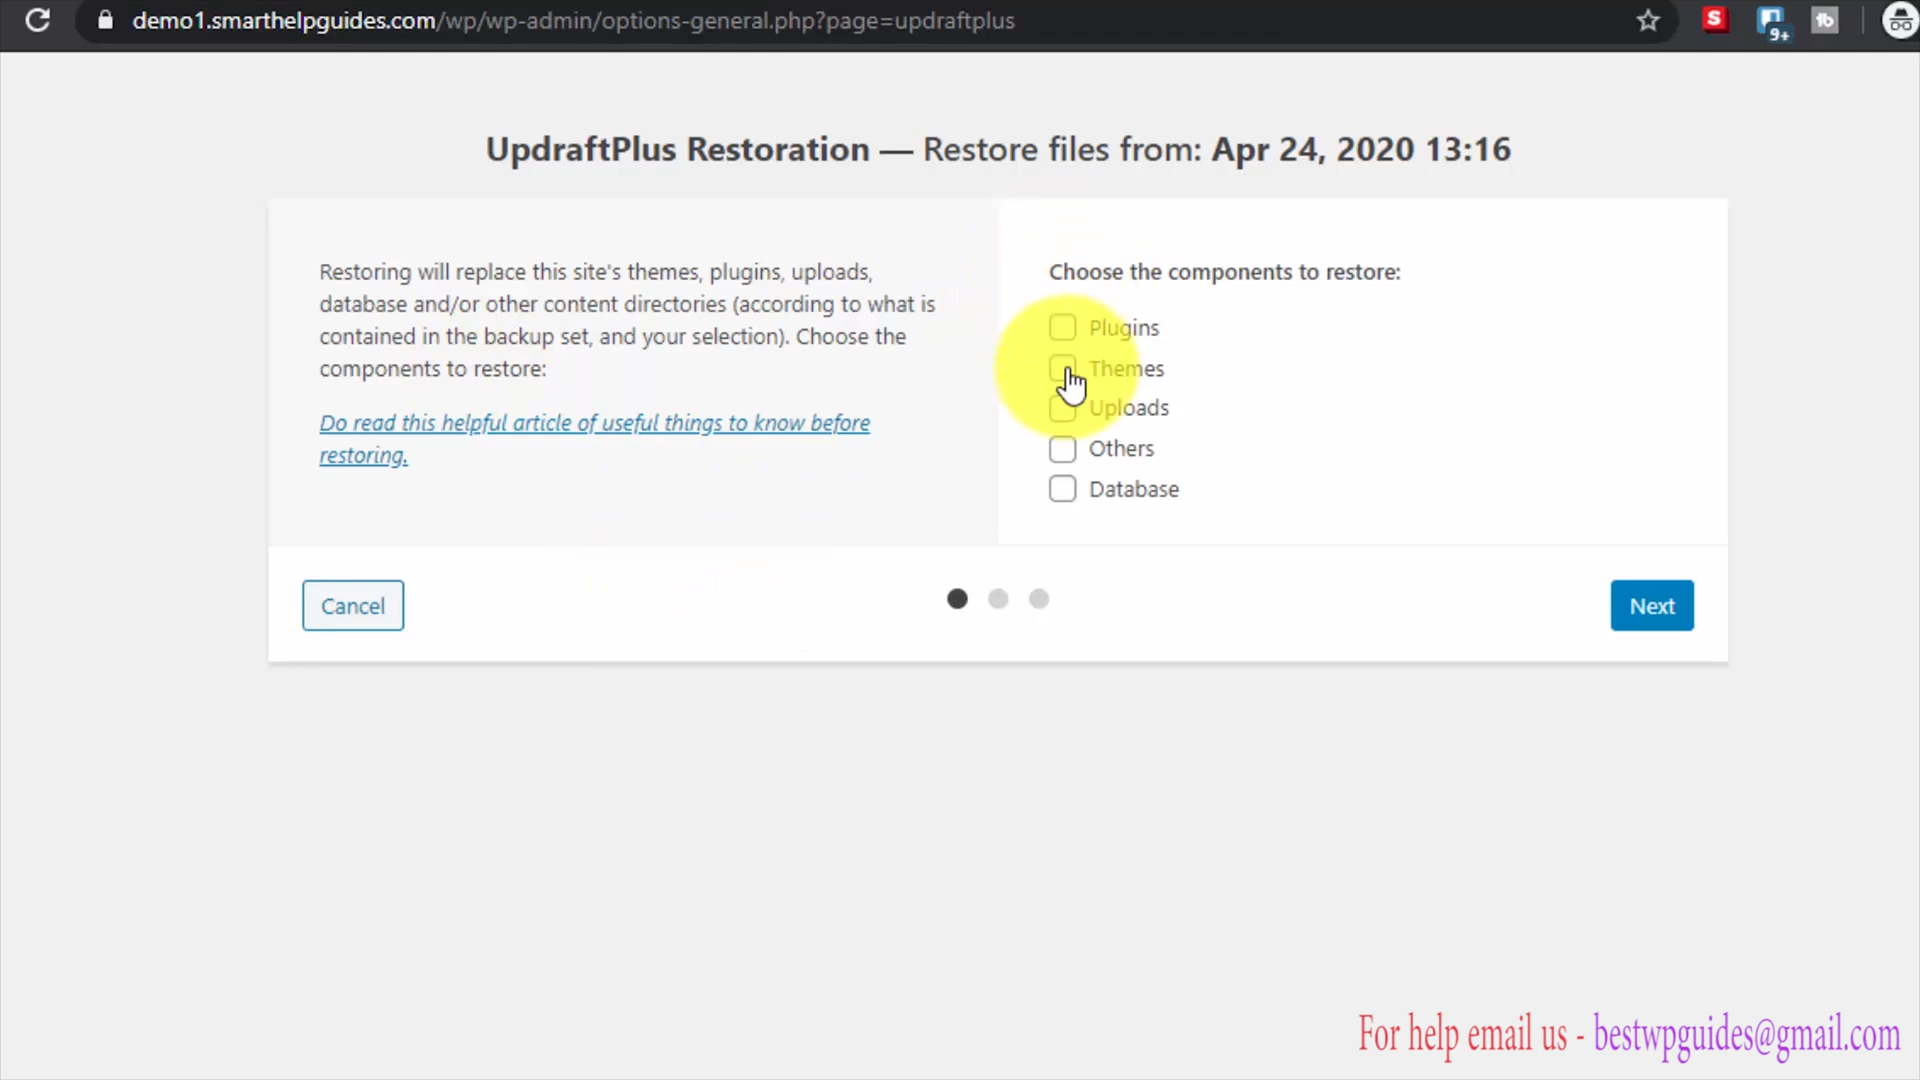 demo1.smarthelpguides.com/wp/wp-admin/options-general.php?page=updraftplus
S
9+
tb
UpdraftPlus Restoration — Restore files from: Apr 24, 2020 13:16
Restoring will replace this site's themes, plugins, uploads,
database and/or other content directories (according to what is
contained in the backup set, and your selection). Choose the
components to restore:
Do read this helpful article of useful things to know before
restoring.
Choose the components to restore:
Plugins
Themes
Uploads
Others
Database
Cancel
Next
For help email us - bestwpguides@gmail.com